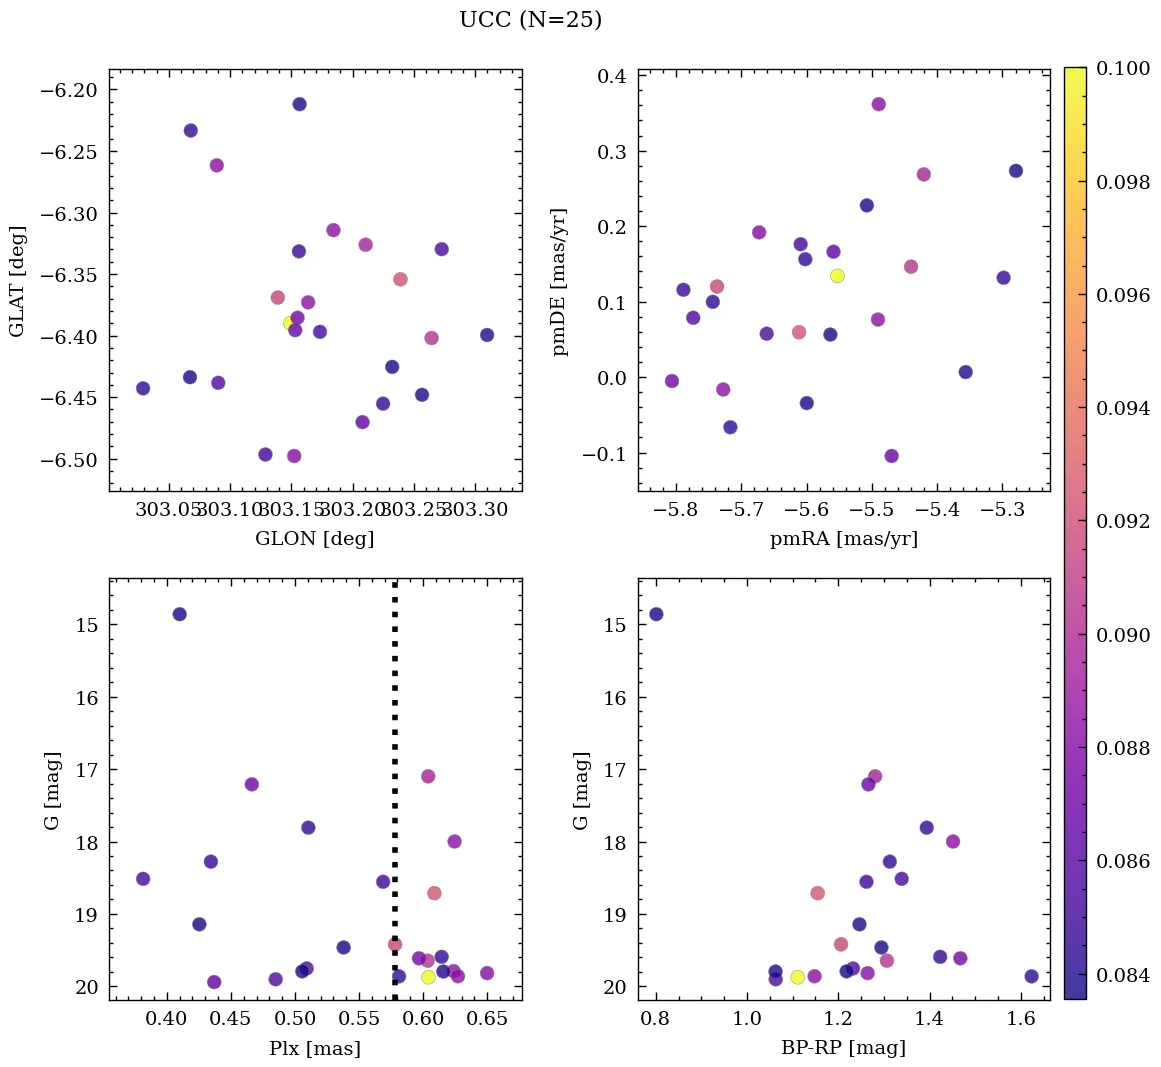 UCC (N=25)
−6.20
−6.25
−6.30
−6.35
−6.40
−6.45
−6.50
GLAT [deg]
303.05 303.10 303.15 303.20 303.25 303.30
GLON [deg]
0.4
0.3
0.2
0.1
0.0
−0.1
pmDE [mas/yr]
−5.8 −5.7 −5.6 −5.5 −5.4 −5.3
pmRA [mas/yr]
15
16
17
18
19
20
G [mag]
0.40 0.45 0.50 0.55 0.60 0.65
Plx [mas]
15
16
17
18
19
20
G [mag]
0.8 1.0 1.2 1.4 1.6
BP-RP [mag]
0.100
0.098
0.096
0.094
0.092
0.090
0.088
0.086
0.084